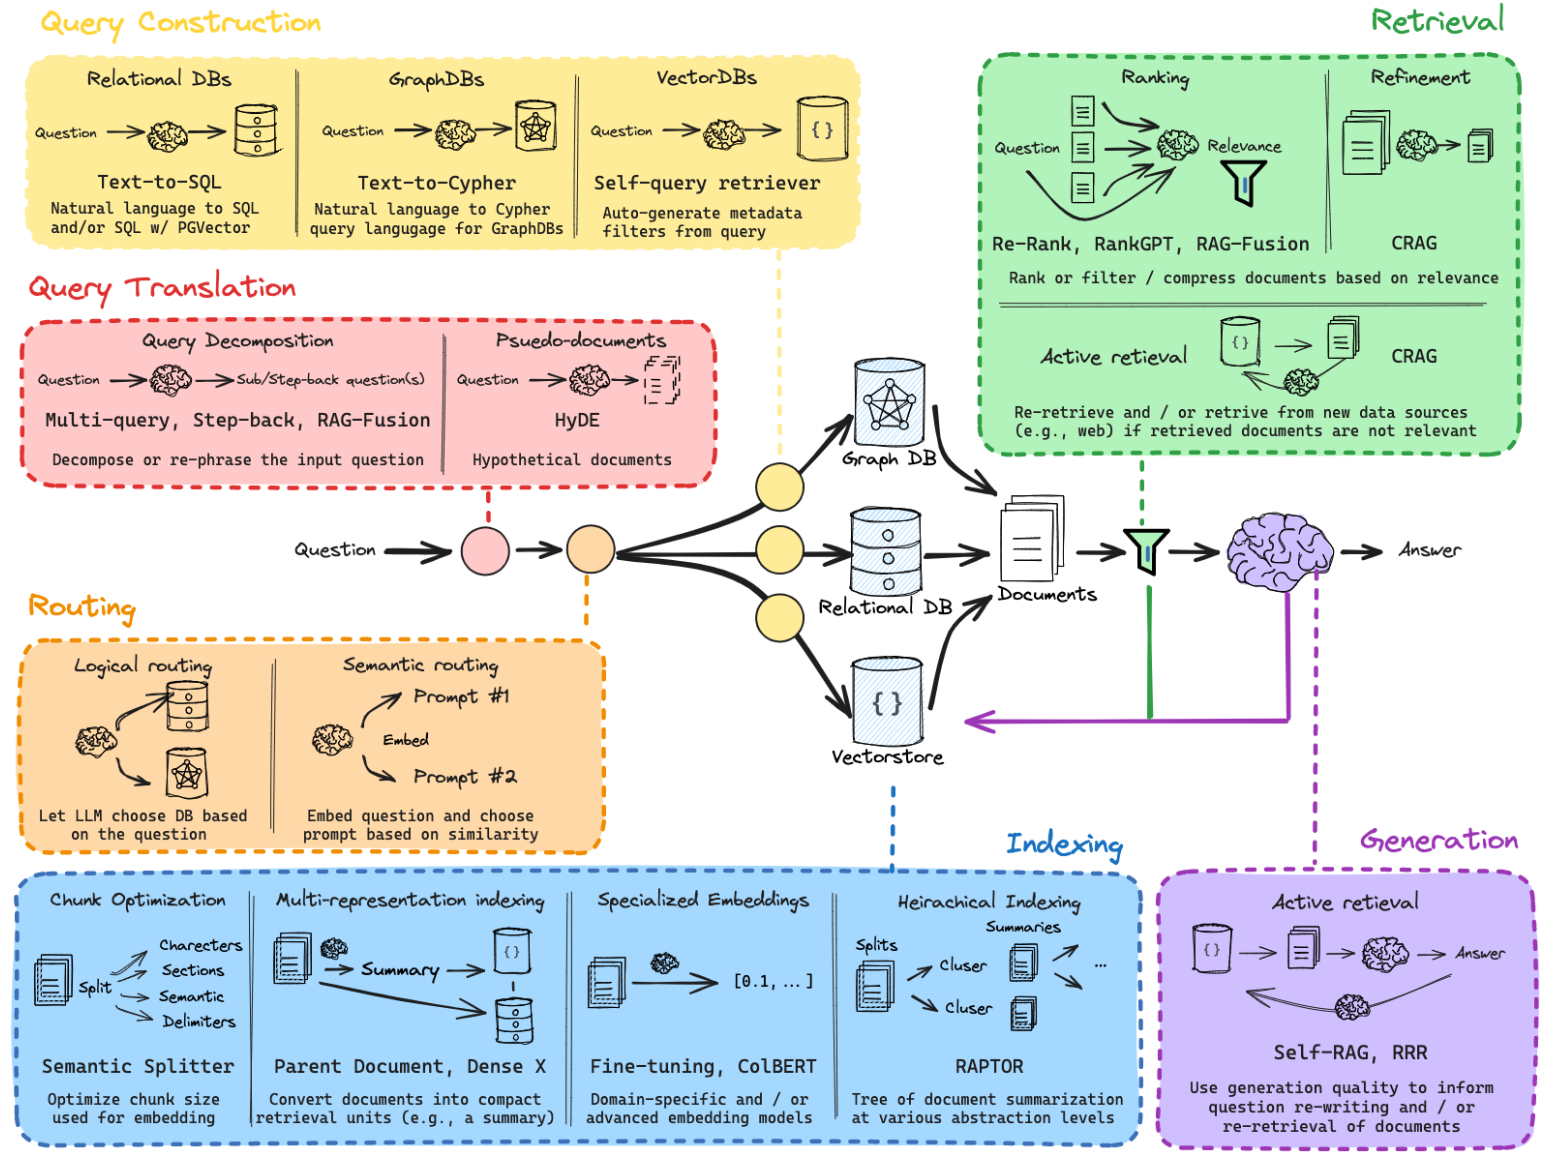 Query Construction
Relational DBs
Question
Text-to-SQL
Natural language to SQL
and/or SQL w/ PGVector
GraphDBs
Question
Text-to-Cypher
Natural language to Cypher
query langugage for GraphDBs
VectorDBs
Question
{ }
Self-query retriever
Auto-generate metadata
filters from query
Retrieval
Ranking
Question
Relevance
Re-Rank, RankGPT, RAG-Fusion
Refinement
CRAG
Rank or filter / compress documents based on relevance
Active retieval
{ }
CRAG
Re-retrieve and / or retrive from new data sources
(e.g., web) if retrieved documents are not relevant
Query Translation
Query Decomposition
Question
Sub/Step-back question(s)
Multi-query, Step-back, RAG-Fusion
Decompose or re-phrase the input question
Psuedo-documents
Question
HyDE
Hypothetical documents
Question
Graph DB
Relational DB
{ }
Vectorstore
Documents
Answer
Routing
Logical routing
Let LLM choose DB based
on the question
Semantic routing
Prompt #1
Embed
Prompt #2
Embed question and choose
prompt based on similarity
Indexing
Chunk Optimization
Split
Charecters
Sections
Semantic
Delimiters
Semantic Splitter
Optimize chunk size
used for embedding
Multi-representation indexing
Summary
{ }
Parent Document, Dense X
Convert documents into compact
retrieval units (e.g., a summary)
Specialized Embeddings
[0.1, ...]
Fine-tuning, ColBERT
Domain-specific and / or
advanced embedding models
Heirachical Indexing
Summaries
Splits
Cluser
...
Cluser
RAPTOR
Tree of document summarization
at various abstraction levels
Generation
Active retieval
{ }
Answer
Self-RAG, RRR
Use generation quality to inform
question re-writing and / or
re-retrieval of documents